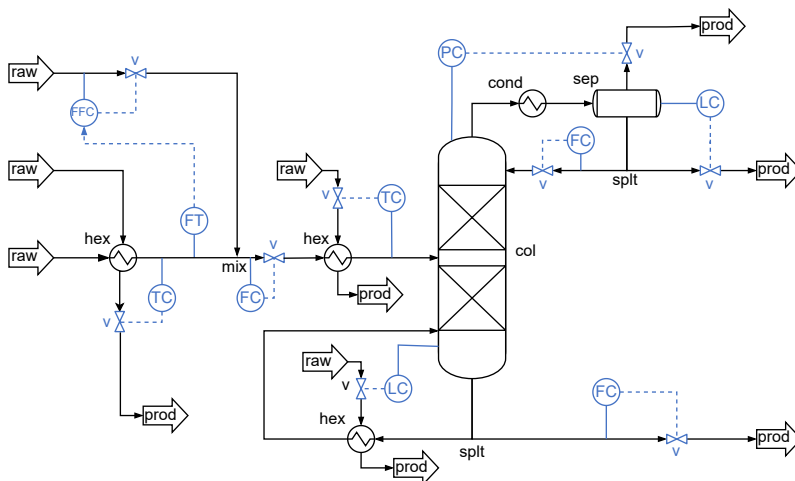 prod
PC
v
raw
v
cond
sep
FFC
LC
FC
raw
raw
v
splt
v
prod
v
TC
FT
hex
v
hex
col
raw
mix
TC
FC
prod
v
raw
v
LC
FC
prod
hex
prod
splt
v
prod